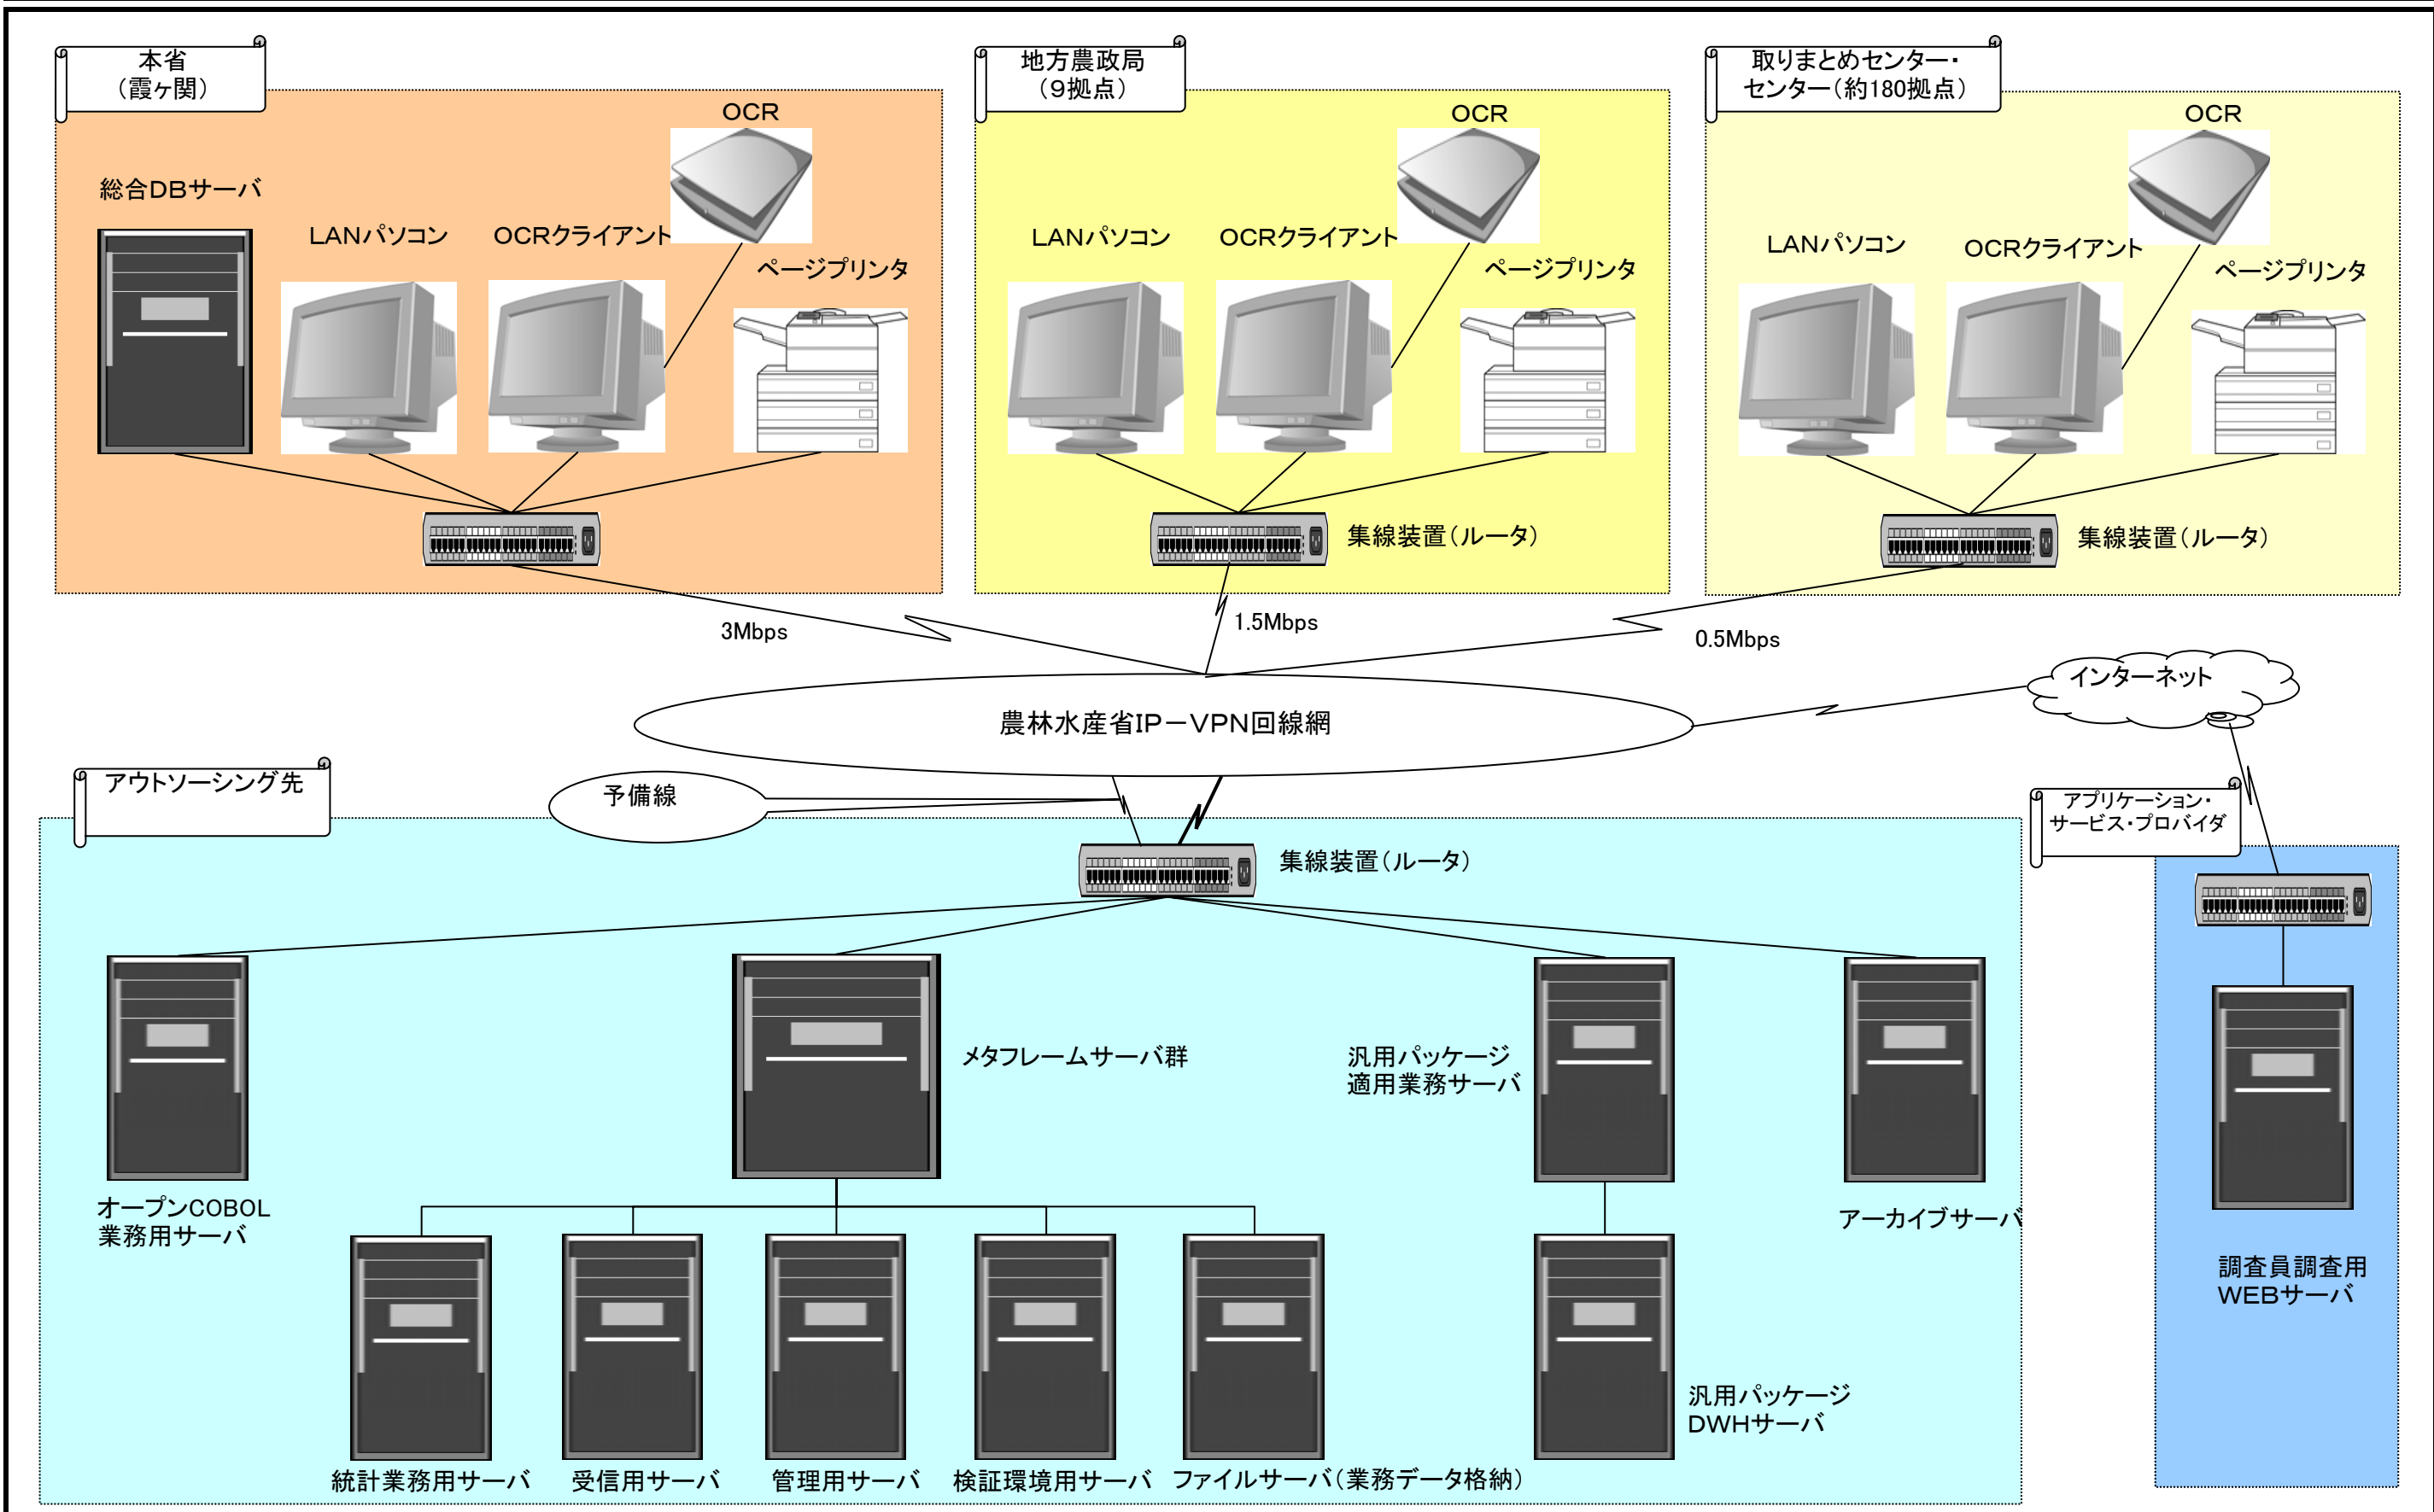 本省
（霞ヶ関）
地方農政局
（９拠点）
取りまとめセンター・
センター（約180拠点）
OCR
総合DBサーバ
LANパソコン
OCRクライアント
ページプリンタ
OCR
LANパソコン
OCRクライアント
ページプリンタ
集線装置（ルータ）
OCR
LANパソコン
OCRクライアント
ページプリンタ
集線装置（ルータ）
3Mbps
1.5Mbps
0.5Mbps
農林水産省IP－VPN回線網
インターネット
アウトソーシング先
予備線
アプリケーション・
サービス・プロバイダ
集線装置（ルータ）
オープンCOBOL
業務用サーバ
メタフレームサーバ群
汎用パッケージ
適用業務サーバ
アーカイブサーバ
調査員調査用
WEBサーバ
汎用パッケージ
DWHサーバ
統計業務用サーバ
受信用サーバ
管理用サーバ
検証環境用サーバ
ファイルサーバ（業務データ格納）